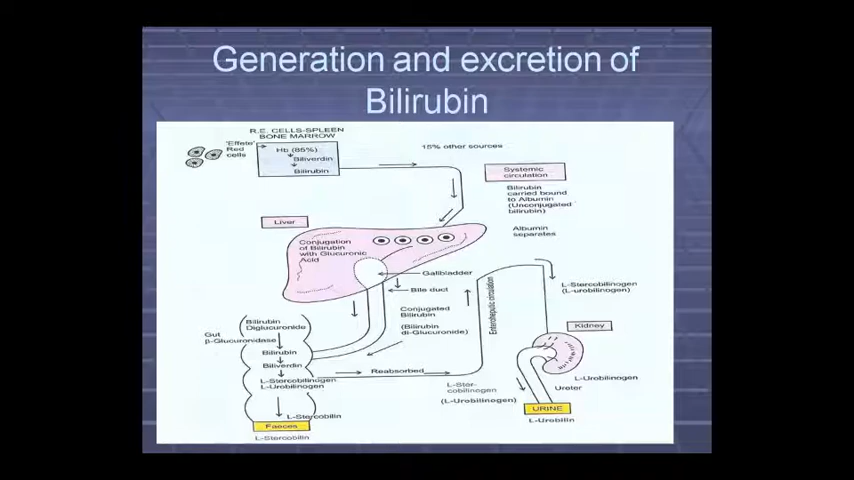 Generation and excretion of
Bilirubin
R.E. CELLS-SPLEEN
BONE MARROW
'Effete'
Red
cells
Hb (85%)
Biliverdin
Bilirubin
15% other sources
Systemic
circulation
Bilirubin
carried bound
to Albumin
(Unconjugated
bilirubin)
Albumin
separates
Liver
Conjugation
of Bilirubin
with Glucuronic
Acid
Gallbladder
Bile duct
Conjugated
Bilirubin
(Bilirubin
di-Glucuronide)
Enterohepatic circulation
L-Stercobilinogen
(L-urobilinogen)
Bilirubin
Diglucuronide
Gut
β-Glucuronidase
Bilirubin
Biliverdin
L-Stercobilinogen
L-Urobilinogen
Reabsorbed
L-Ster-
cobilinogen
(L-Urobilinogen)
Kidney
L-Urobilinogen
Ureter
URINE
L-Urobilin
L-Stercobilin
Faeces
L-Stercobilin